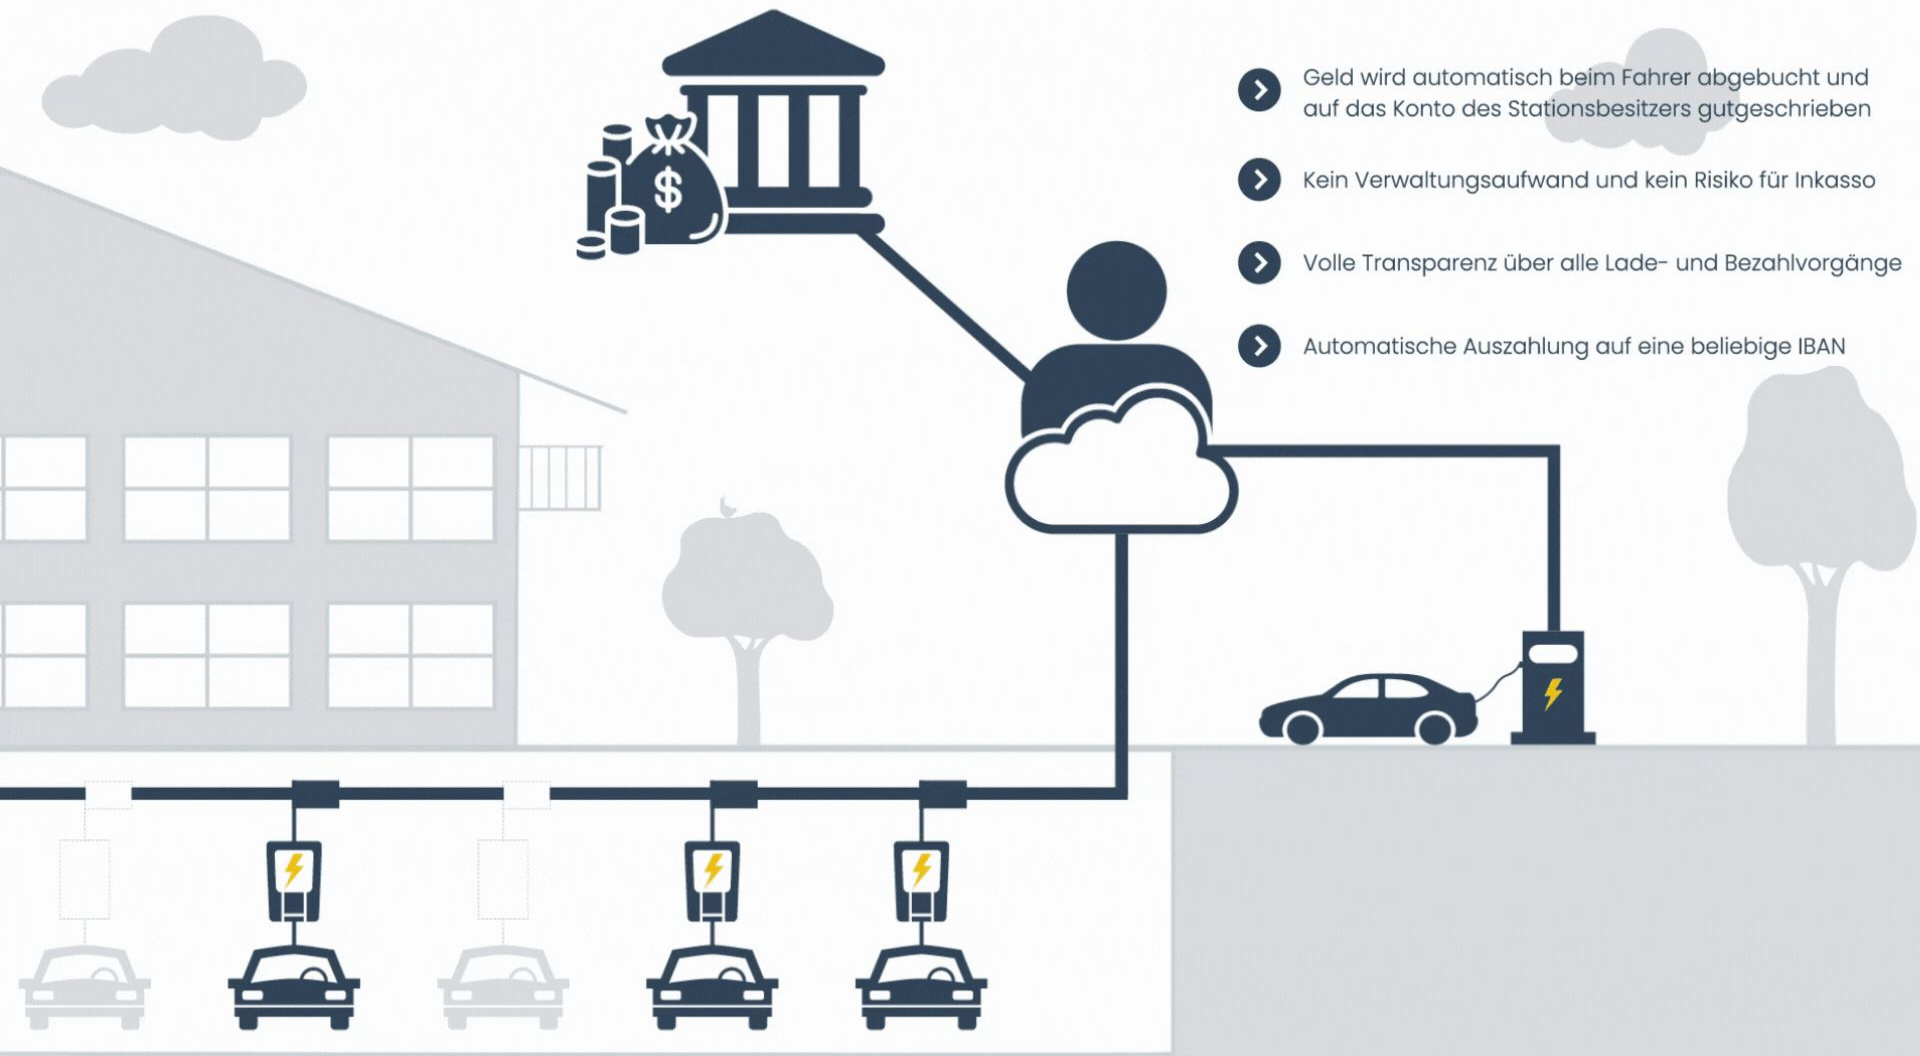 Geld wird automatisch beim Fahrer abgebucht und
auf das Konto des Stationsbesitzers gutgeschrieben
Kein Verwaltungsaufwand und kein Risiko für Inkasso
Volle Transparenz über alle Lade- und Bezahlvorgänge
Automatische Auszahlung auf eine beliebige IBAN
$